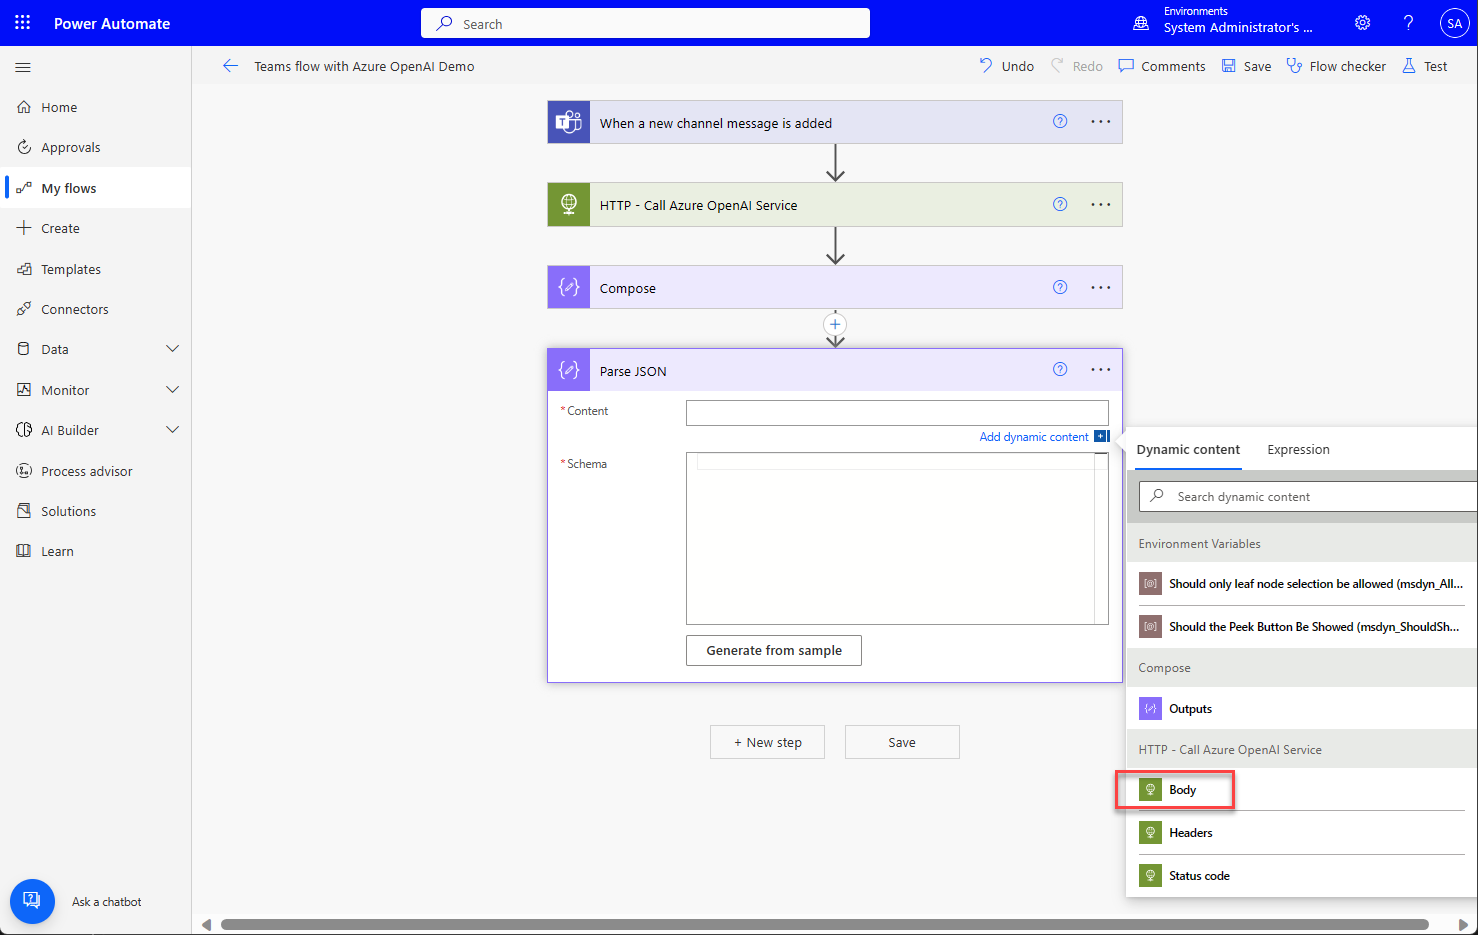 Power Automate
Search
Environments
System Administrator's ...
SA
Teams flow with Azure OpenAI Demo
Undo
Redo
Comments
Save
Flow checker
Test
Home
Approvals
My flows
Create
Templates
Connectors
Data
Monitor
AI Builder
Process advisor
Solutions
Learn
Ask a chatbot
When a new channel message is added
HTTP - Call Azure OpenAI Service
Compose
Parse JSON
* Content
Add dynamic content
* Schema
Generate from sample
+ New step
Save
Dynamic content
Expression
Search dynamic content
Environment Variables
Should only leaf node selection be allowed (msdyn_All...
Should the Peek Button Be Showed (msdyn_ShouldSh...
Compose
Outputs
HTTP - Call Azure OpenAI Service
Body
Headers
Status code